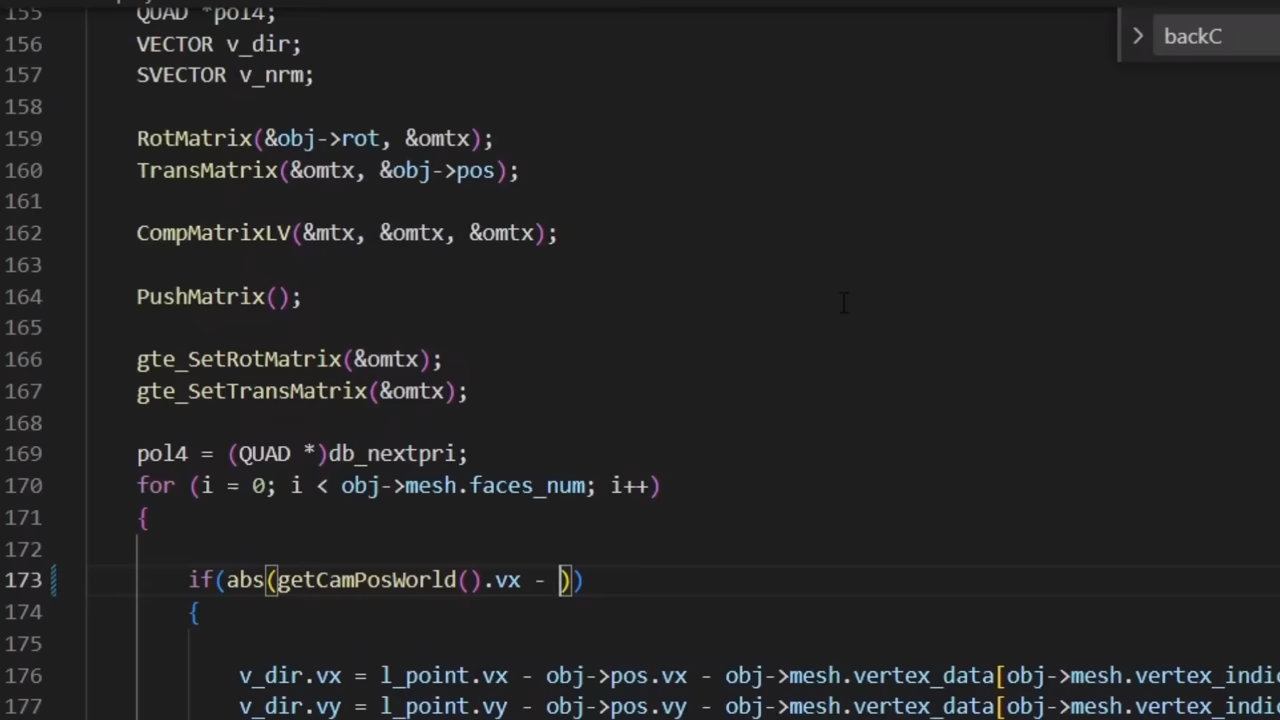 155 QUAD *pol4;
backC
156 VECTOR v_dir;
157 SVECTOR v_nrm;
158
159 RotMatrix(&obj->rot, &omtx);
160 TransMatrix(&omtx, &obj->pos);
161
162 CompMatrixLV(&mtx, &omtx, &omtx);
163
164 PushMatrix();
165
166 gte_SetRotMatrix(&omtx);
167 gte_SetTransMatrix(&omtx);
168
169 pol4 = (QUAD *)db_nextpri;
170 for (i = 0; i < obj->mesh.faces_num; i++)
171 {
172
173 if(abs(getCamPosWorld().vx - ))
174 {
175
176 v_dir.vx = l_point.vx - obj->pos.vx - obj->mesh.vertex_data[obj->mesh.vertex_indic
177 v_dir.vy = l_point.vy - obj->pos.vy - obj->mesh.vertex_data[obj->mesh.vertex_indic